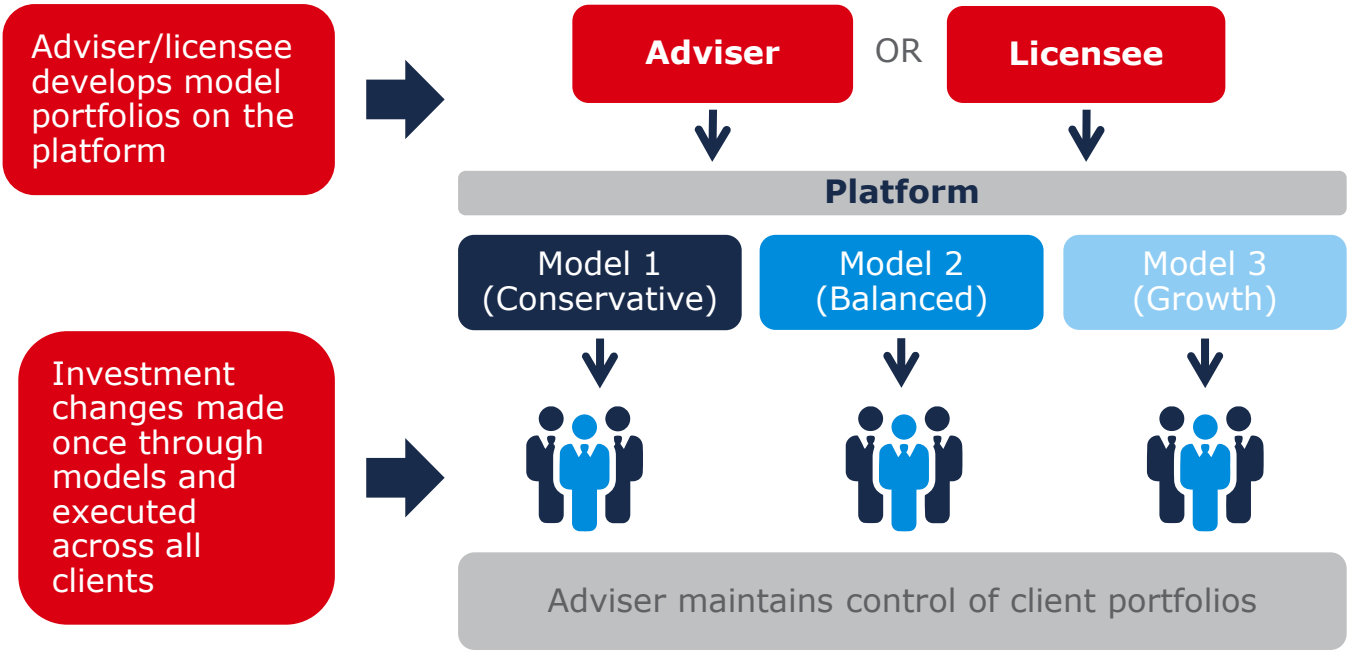 Adviser/licensee
develops model
portfolios on the
platform
Adviser
OR
Licensee
Platform
Model 1
(Conservative)
Model 2
(Balanced)
Model 3
(Growth)
Investment
changes made
once through
models and
executed
across all
clients
Adviser maintains control of client portfolios